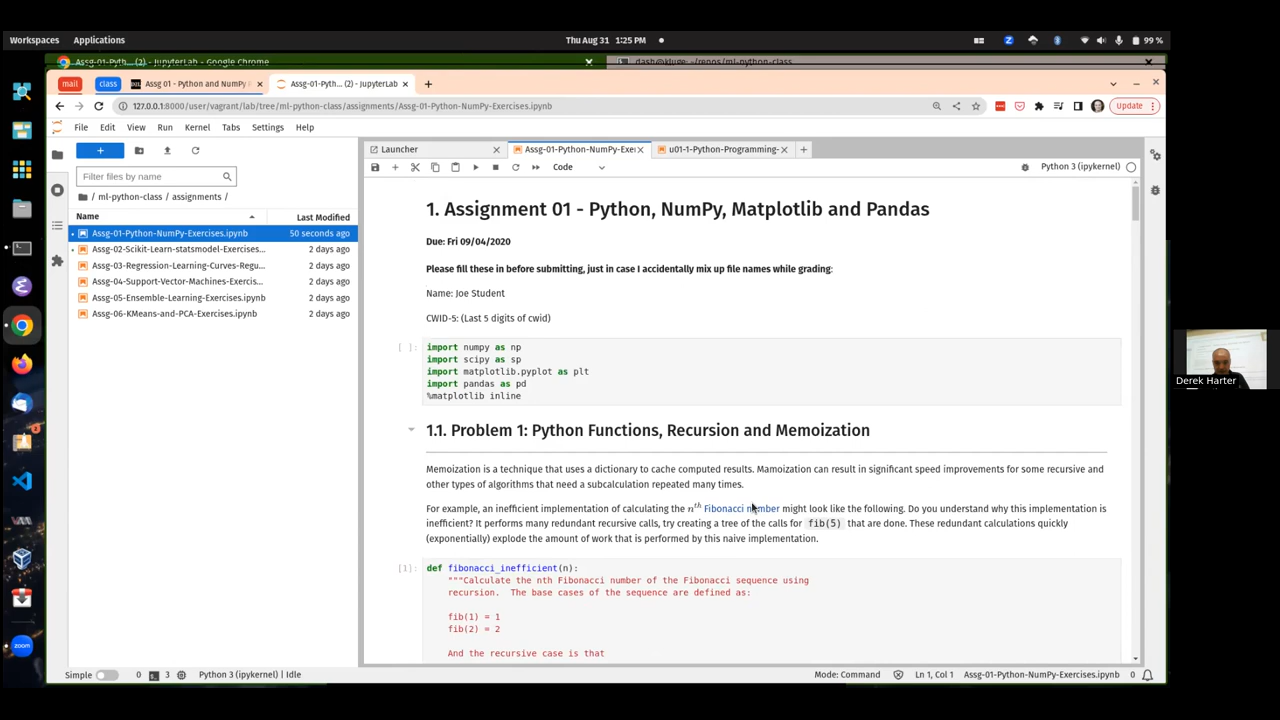 Workspaces Applications Thu Aug 31 1:25 PM 99 %
Assg-01-Pyth... (2) - JupyterLab - Google Chrome dash@kluge: ~/repos/ml-python-class
mail class Assg 01 - Python and NumPy Assg-01-Pyth... (2) - JupyterLab
127.0.0.1:8000/user/vagrant/lab/tree/ml-python-class/assignments/Assg-01-Python-NumPy-Exercises.ipynb Update
File Edit View Run Kernel Tabs Settings Help
Launcher Assg-01-Python-NumPy-Exer u01-1-Python-Programming-
Code Python 3 (ipykernel)
Filter files by name
/ ml-python-class / assignments /
Name Last Modified
Assg-01-Python-NumPy-Exercises.ipynb 50 seconds ago
Assg-02-Scikit-Learn-statsmodel-Exercises... 2 days ago
Assg-03-Regression-Learning-Curves-Regu... 2 days ago
Assg-04-Support-Vector-Machines-Exercis... 2 days ago
Assg-05-Ensemble-Learning-Exercises.ipynb 2 days ago
Assg-06-KMeans-and-PCA-Exercises.ipynb 2 days ago
1. Assignment 01 - Python, NumPy, Matplotlib and Pandas
Due: Fri 09/04/2020
Please fill these in before submitting, just in case I accidentally mix up file names while grading:
Name: Joe Student
CWID-5: (Last 5 digits of cwid)
[ ]: import numpy as np
import scipy as sp
import matplotlib.pyplot as plt
import pandas as pd
%matplotlib inline
1.1. Problem 1: Python Functions, Recursion and Memoization
Memoization is a technique that uses a dictionary to cache computed results. Mamoization can result in significant speed improvements for some recursive and
other types of algorithms that need a subcalculation repeated many times.
For example, an inefficient implementation of calculating the nth Fibonacci number might look like the following. Do you understand why this implementation is
inefficient? It performs many redundant recursive calls, try creating a tree of the calls for fib(5) that are done. These redundant calculations quickly
(exponentially) explode the amount of work that is performed by this naive implementation.
[1]: def fibonacci_inefficient(n):
"""Calculate the nth Fibonacci number of the Fibonacci sequence using
recursion. The base cases of the sequence are defined as:
fib(1) = 1
fib(2) = 2
And the recursive case is that
Derek Harter
Simple 0 3 Python 3 (ipykernel) | Idle Mode: Command Ln 1, Col 1 Assg-01-Python-NumPy-Exercises.ipynb 0
zoom